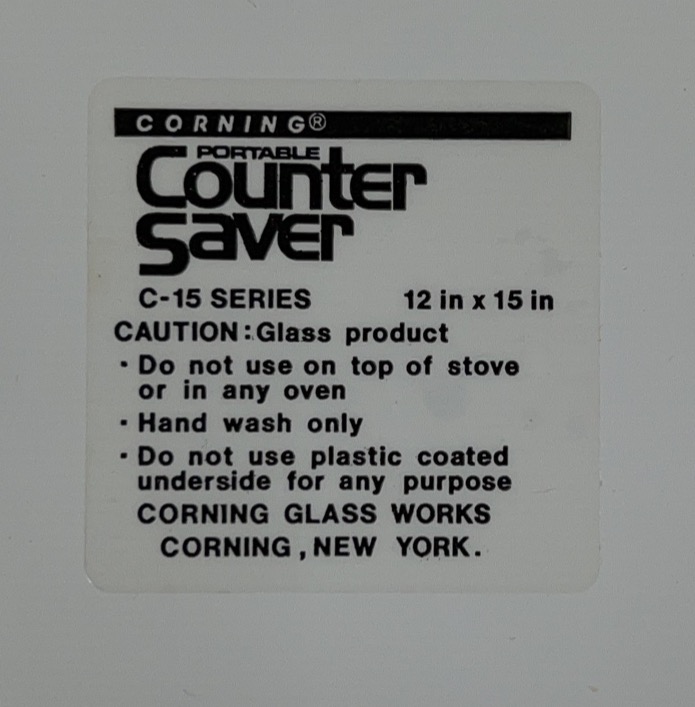 CORNING®
PORTABLE
Counter
Saver
C-15 SERIES 12 in x 15 in
CAUTION: Glass product
· Do not use on top of stove
or in any oven
· Hand wash only
· Do not use plastic coated
underside for any purpose
CORNING GLASS WORKS
CORNING, NEW YORK.